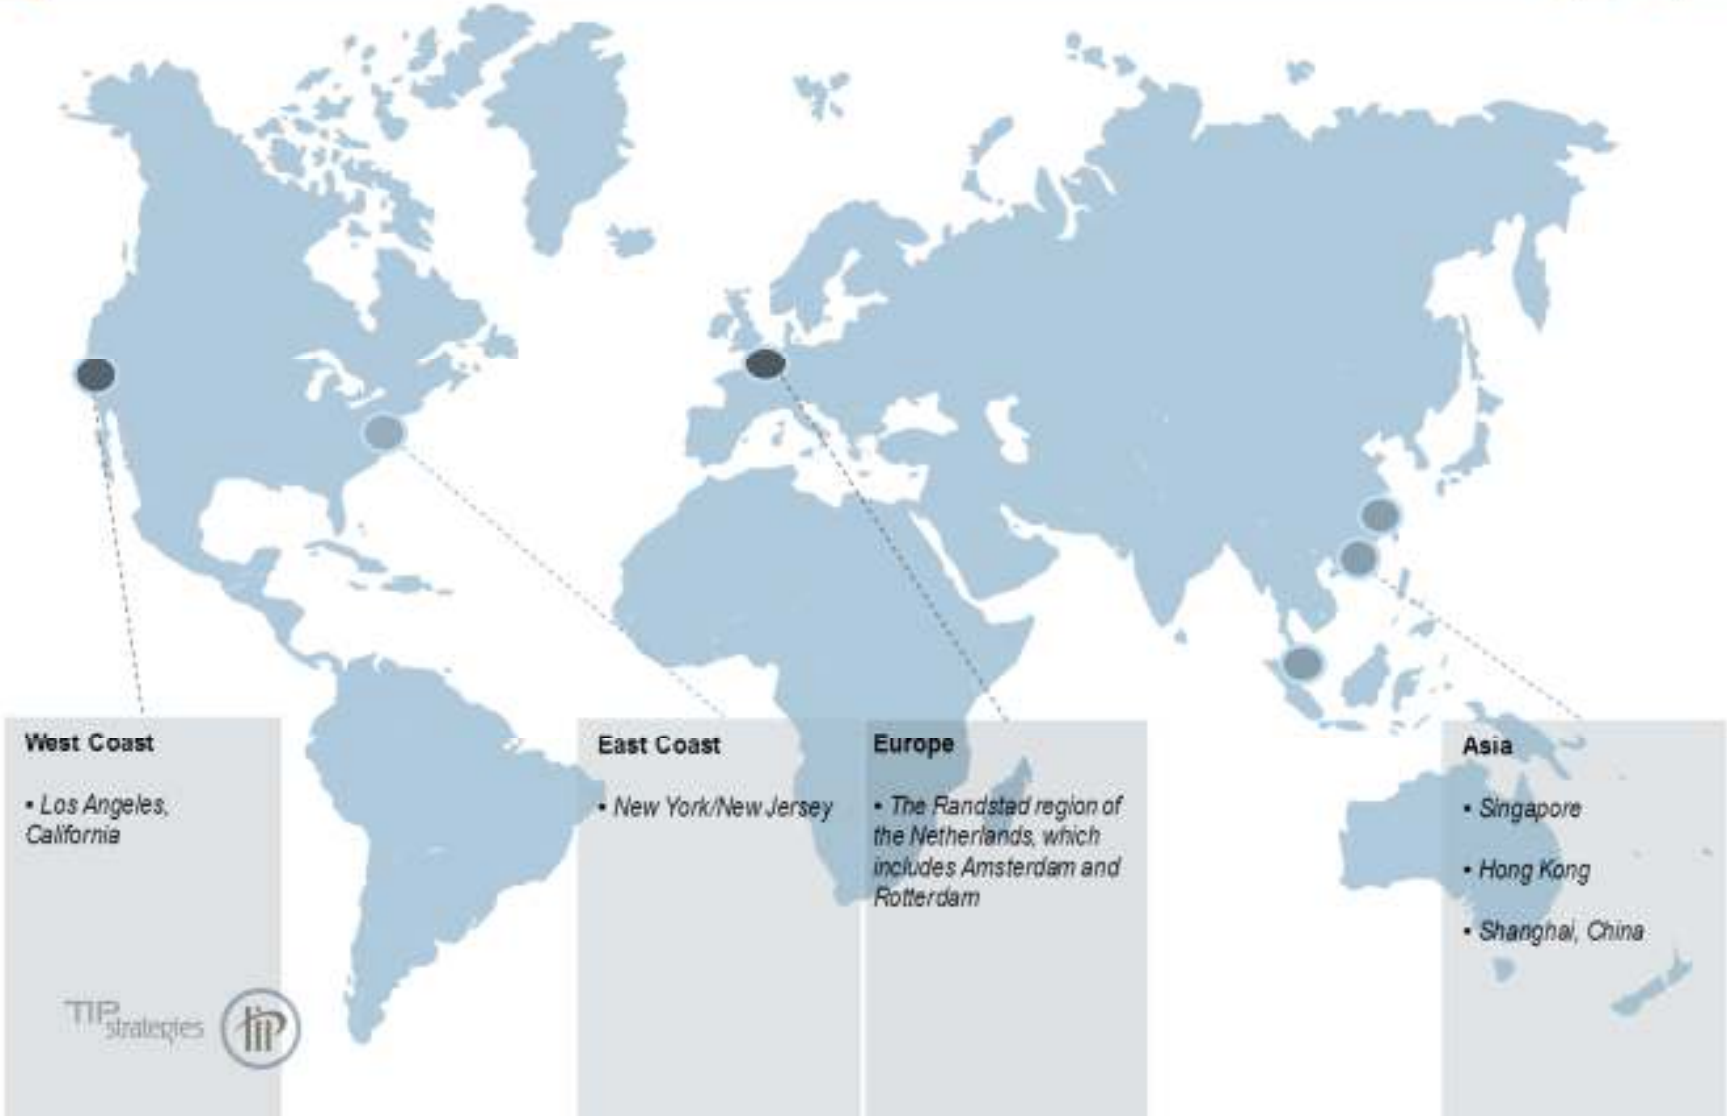 West Coast
• Los Angeles,
California
East Coast
• New York/New Jersey
Europe
• The Randstad region of
the Netherlands, which
includes Amsterdam and
Rotterdam
Asia
• Singapore
• Hong Kong
• Shanghai, China
TIP
strategies
tip